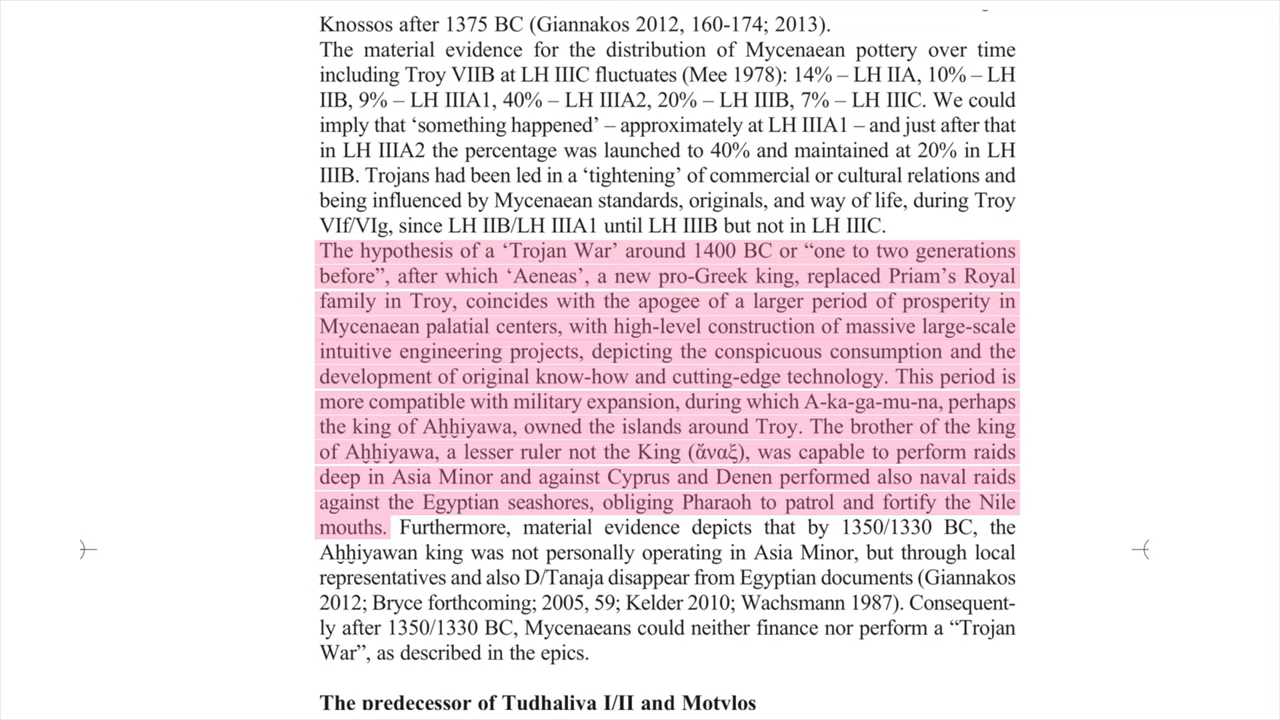 Knossos after 1375 BC (Giannakos 2012, 160-174; 2013).
The material evidence for the distribution of Mycenaean pottery over time
including Troy VIIB at LH IIIC fluctuates (Mee 1978): 14% – LH IIA, 10% – LH
IIB, 9% – LH IIIA1, 40% – LH IIIA2, 20% – LH IIIB, 7% – LH IIIC. We could
imply that ‘something happened’ – approximately at LH IIIA1 – and just after that
in LH IIIA2 the percentage was launched to 40% and maintained at 20% in LH
IIIB. Trojans had been led in a ‘tightening’ of commercial or cultural relations and
being influenced by Mycenaean standards, originals, and way of life, during Troy
VIf/VIg, since LH IIB/LH IIIA1 until LH IIIB but not in LH IIIC.
The hypothesis of a ‘Trojan War’ around 1400 BC or “one to two generations
before”, after which ‘Aeneas’, a new pro-Greek king, replaced Priam’s Royal
family in Troy, coincides with the apogee of a larger period of prosperity in
Mycenaean palatial centers, with high-level construction of massive large-scale
intuitive engineering projects, depicting the conspicuous consumption and the
development of original know-how and cutting-edge technology. This period is
more compatible with military expansion, during which A-ka-ga-mu-na, perhaps
the king of Aḫḫiyawa, owned the islands around Troy. The brother of the king
of Aḫḫiyawa, a lesser ruler not the King (ἄναξ), was capable to perform raids
deep in Asia Minor and against Cyprus and Denen performed also naval raids
against the Egyptian seashores, obliging Pharaoh to patrol and fortify the Nile
mouths. Furthermore, material evidence depicts that by 1350/1330 BC, the
Aḫḫiyawan king was not personally operating in Asia Minor, but through local
representatives and also D/Tanaja disappear from Egyptian documents (Giannakos
2012; Bryce forthcoming; 2005, 59; Kelder 2010; Wachsmann 1987). Consequent-
ly after 1350/1330 BC, Mycenaeans could neither finance nor perform a “Trojan
War”, as described in the epics.
The predecessor of Tudhaliya I/II and Motylos